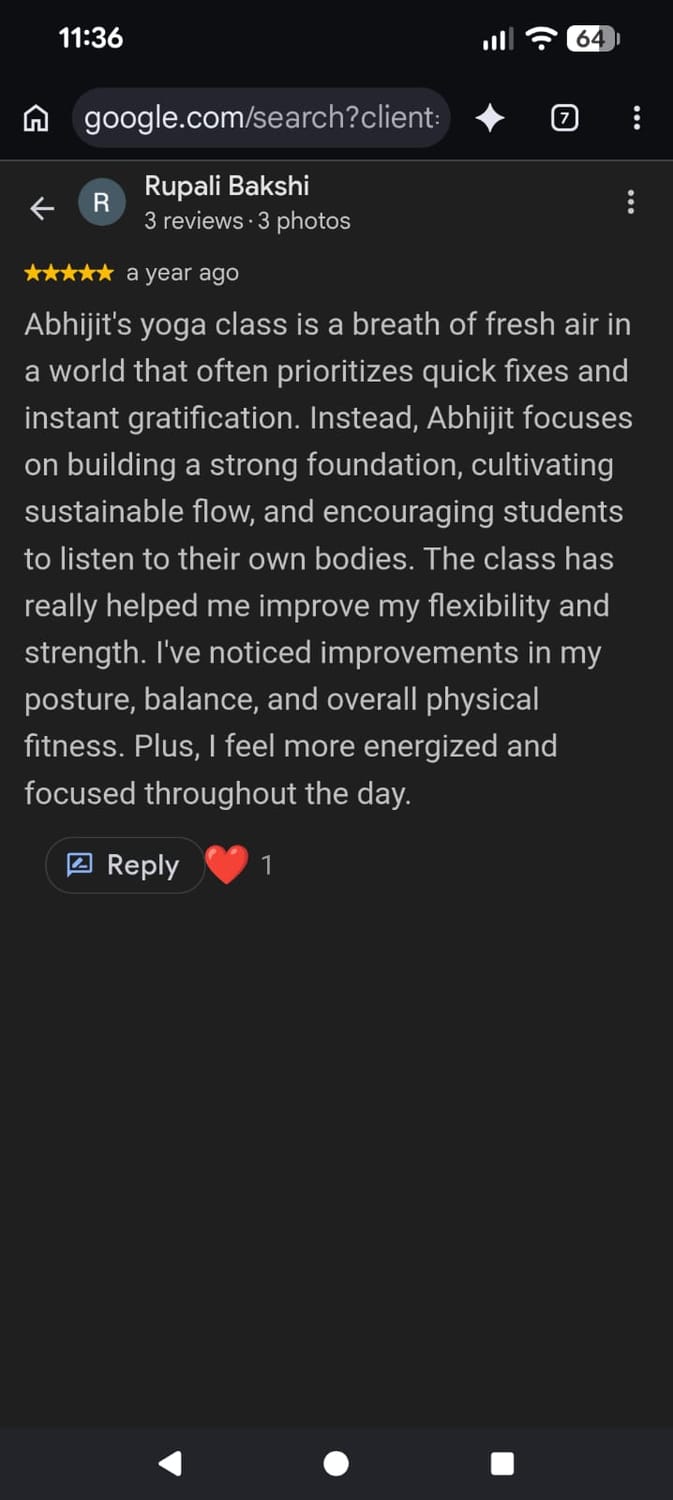 11:36
64
google.com/search?client:
7
R
Rupali Bakshi
3 reviews · 3 photos
★★★★★ a year ago
Abhijit's yoga class is a breath of fresh air in
a world that often prioritizes quick fixes and
instant gratification. Instead, Abhijit focuses
on building a strong foundation, cultivating
sustainable flow, and encouraging students
to listen to their own bodies. The class has
really helped me improve my flexibility and
strength. I've noticed improvements in my
posture, balance, and overall physical
fitness. Plus, I feel more energized and
focused throughout the day.
Reply ❤️ 1